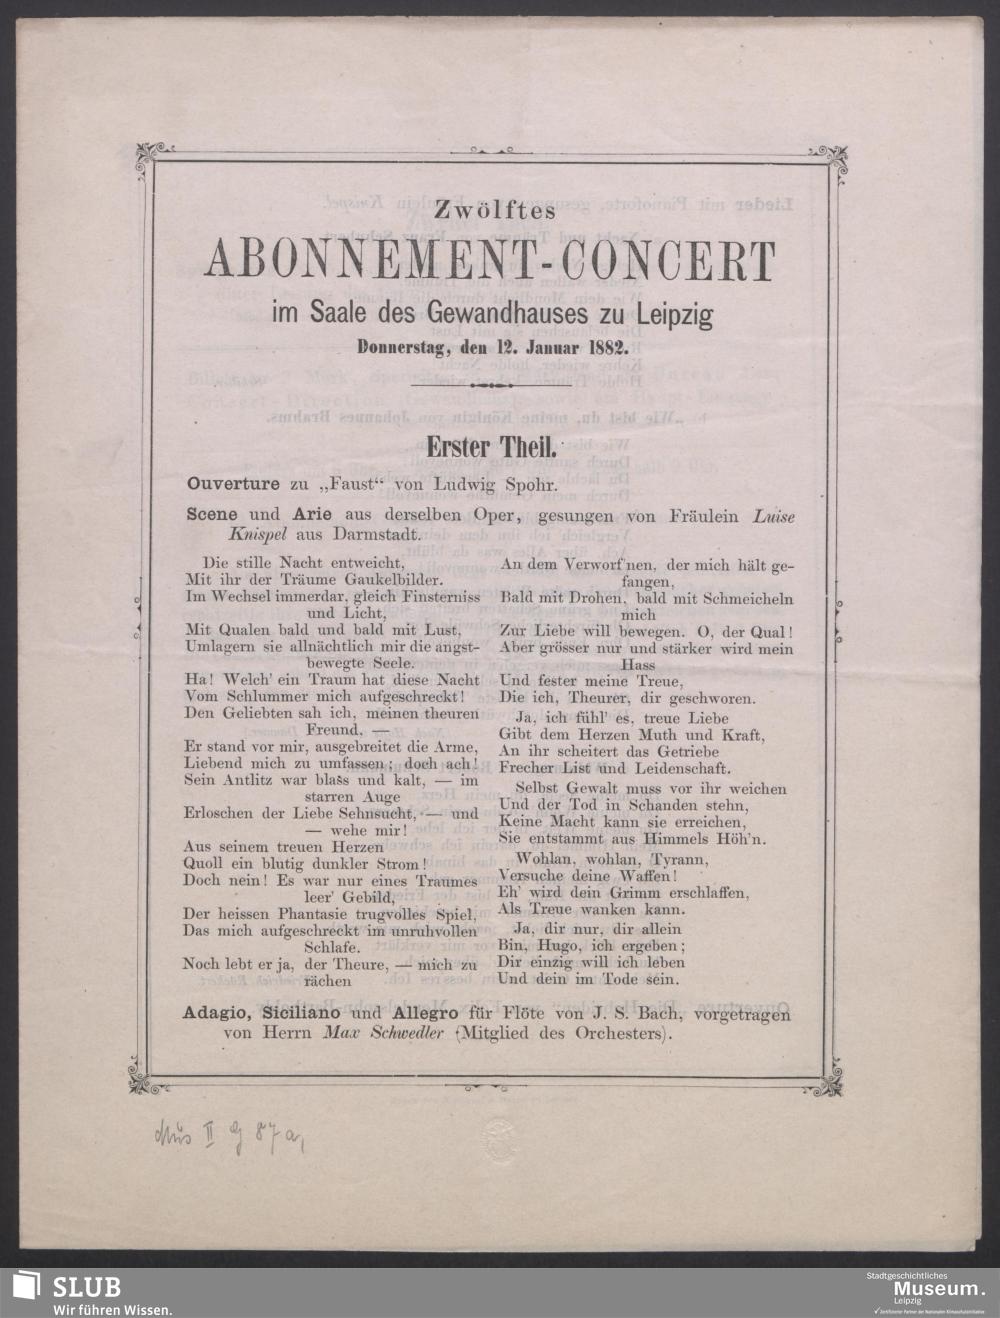 Zwölftes
ABONNEMENT-CONCERT
im Saale des Gewandhauses zu Leipzig
Donnerstag, den 12. Januar 1882.
Erster Theil.
Ouverture zu „Faust“ von Ludwig Spohr.
Scene und Arie aus derselben Oper, gesungen von Fräulein Luise
Knispel aus Darmstadt.
Die stille Nacht entweicht,
Mit ihr der Träume Gaukelbilder.
Im Wechsel immerdar, gleich Finsterniss
und Licht,
Mit Qualen bald und bald mit Lust,
Umlagern sie allnächtlich mir die angst-
bewegte Seele.
Ha! Welch' ein Traum hat diese Nacht
Vom Schlummer mich aufgeschreckt!
Den Geliebten sah ich, meinen theuren
Freund, —
Er stand vor mir, ausgebreitet die Arme,
Liebend mich zu umfassen; doch ach!
Sein Antlitz war blass und kalt, — im
starren Auge
Erloschen der Liebe Sehnsucht, — und
— wehe mir!
Aus seinem treuen Herzen
Quoll ein blutig dunkler Strom!
Doch nein! Es war nur eines Traumes
leer' Gebild,
Der heissen Phantasie trugvolles Spiel,
Das mich aufgeschreckt im unruhvollen
Schlafe.
Noch lebt er ja, der Theure, — mich zu
rächen
An dem Verworf'nen, der mich hält ge-
fangen,
Bald mit Drohen, bald mit Schmeicheln
mich
Zur Liebe will bewegen. O, der Qual!
Aber grösser nur und stärker wird mein
Hass
Und fester meine Treue,
Die ich, Theurer, dir geschworen.
Ja, ich fühl' es, treue Liebe
Gibt dem Herzen Muth und Kraft,
An ihr scheitert das Getriebe
Frecher List und Leidenschaft.
Selbst Gewalt muss vor ihr weichen
Und der Tod in Schanden stehn,
Keine Macht kann sie erreichen,
Sie entstammt aus Himmels Höh'n.
Wohlan, wohlan, Tyrann,
Versuche deine Waffen!
Eh' wird dein Grimm erschlaffen,
Als Treue wanken kann.
Ja, dir nur, dir allein
Bin, Hugo, ich ergeben;
Dir einzig will ich leben
Und dein im Tode sein.
Adagio, Siciliano und Allegro für Flöte von J. S. Bach, vorgetragen
von Herrn Max Schwedler (Mitglied des Orchesters).
Mus II g 87 a,
SLUB
Wir führen Wissen.
Stadtgeschichtliches
Museum.
Leipzig
Zertifizierter Partner der Nationalen Klimaschutzinitiative